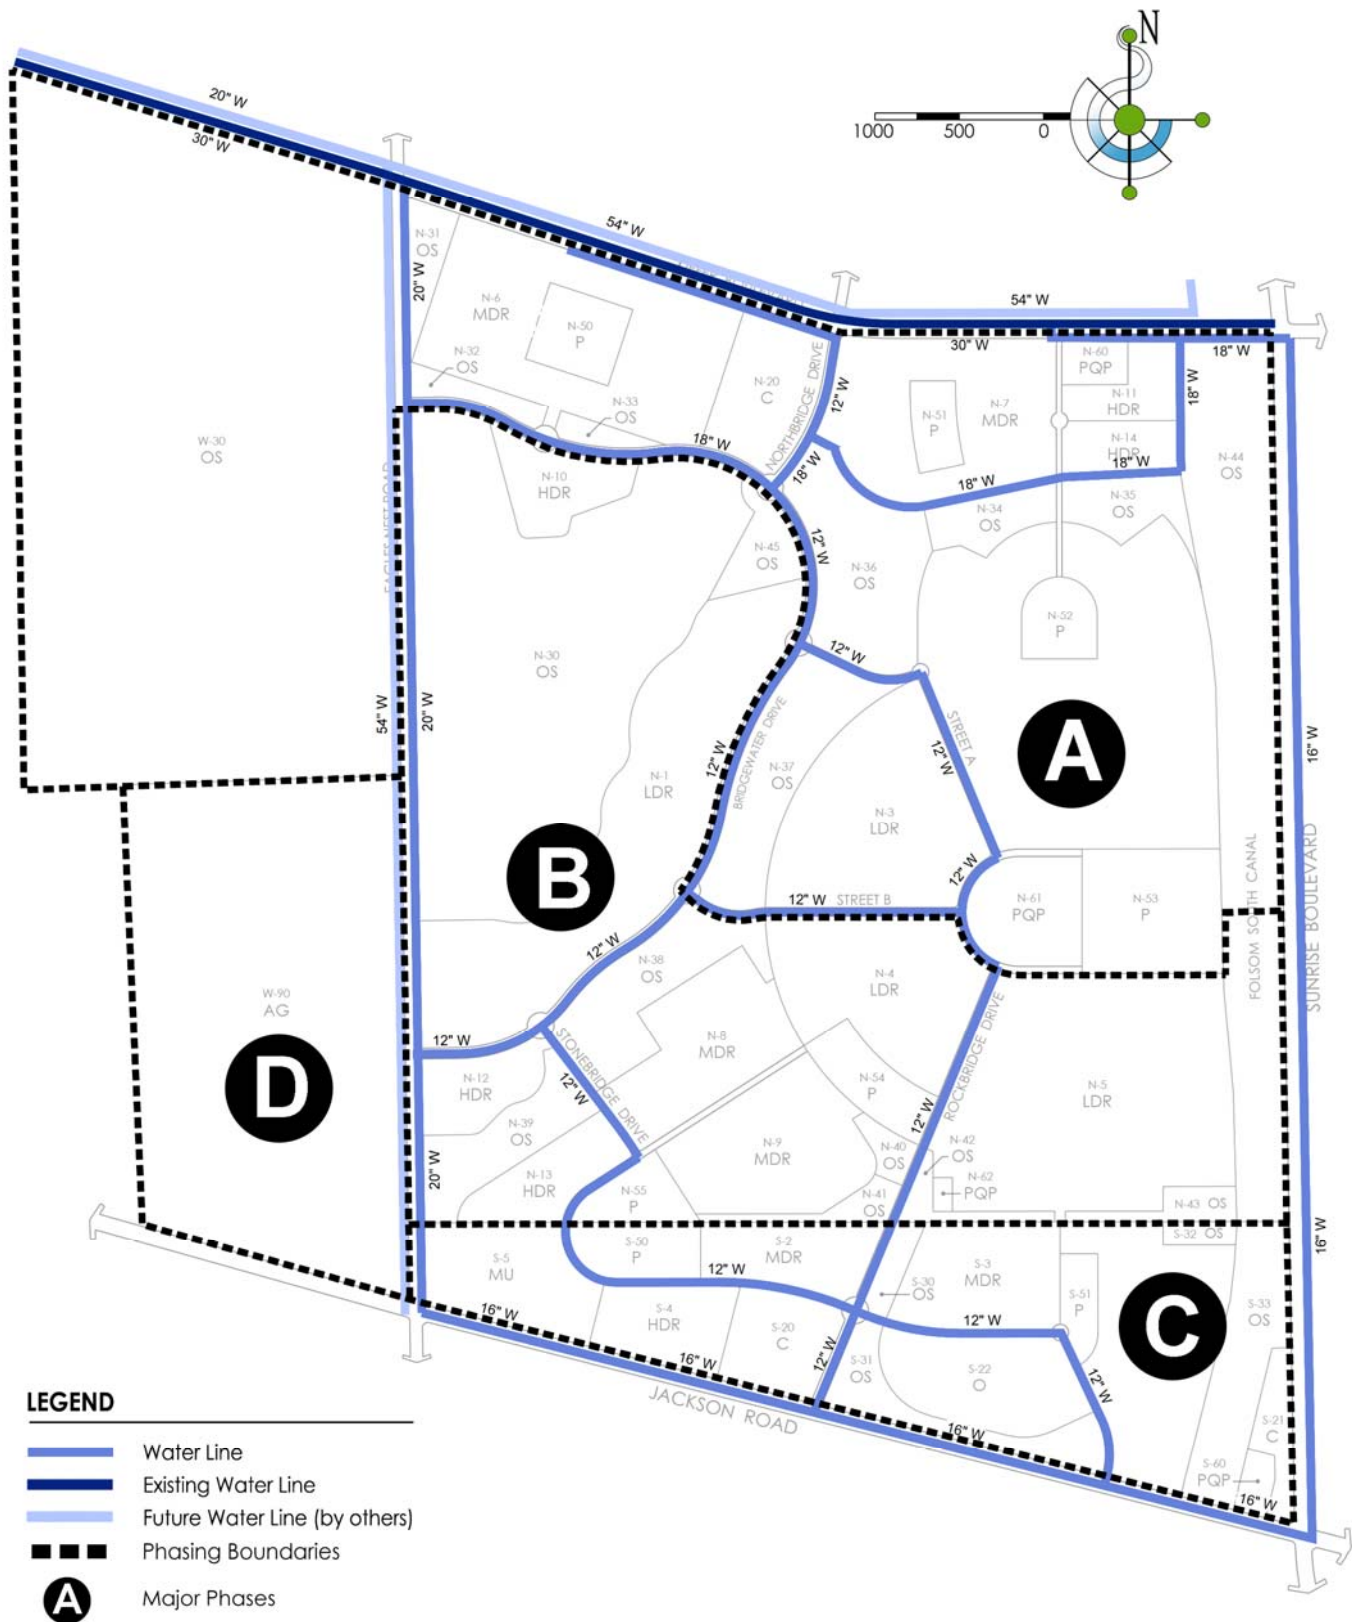 N
1000 500 0
20" W
30" W
54" W
54" W
30" W
18" W
N-31
OS
20" W
N-6
MDR
N-50
P
N-32
OS
N-33
OS
N-20
C
NORTHBRIDGE DRIVE
12" W
N-60
PQP
N-51
P
N-7
MDR
N-11
HDR
18" W
N-14
HDR
N-44
OS
W-30
OS
18" W
18" W
18" W
18" W
N-10
HDR
N-34
OS
N-35
OS
N-45
OS
12" W
N-36
OS
EAGLES NEST ROAD
N-52
P
N-30
OS
12" W
54" W
20" W
BRIDGEWATER DRIVE
STREET A
12" W
A
16" W
12" W
N-37
OS
N-1
LDR
N-3
LDR
B
12" W
12" W
STREET B
N-61
PQP
N-53
P
FOLSOM SOUTH CANAL
SUNRISE BOULEVARD
12" W
N-38
OS
N-4
LDR
W-90
AG
D
12" W
STONEBRIDGE DRIVE
12" W
N-8
MDR
ROCKBRIDGE DRIVE
N-12
HDR
N-54
P
N-5
LDR
12" W
N-39
OS
N-9
MDR
N-40
OS
N-42
OS
20" W
N-13
HDR
N-55
P
N-41
OS
N-62
PQP
N-43 OS
S-32 OS
16" W
S-5
MU
S-50
P
S-2
MDR
12" W
S-30
OS
S-3
MDR
S-51
P
C
S-33
OS
16" W
S-4
HDR
S-20
C
12" W
12" W
16" W
12" W
S-31
OS
S-22
O
12" W
JACKSON ROAD
16" W
S-21
C
S-60
PQP
16" W
LEGEND
Water Line
Existing Water Line
Future Water Line (by others)
Phasing Boundaries
A Major Phases